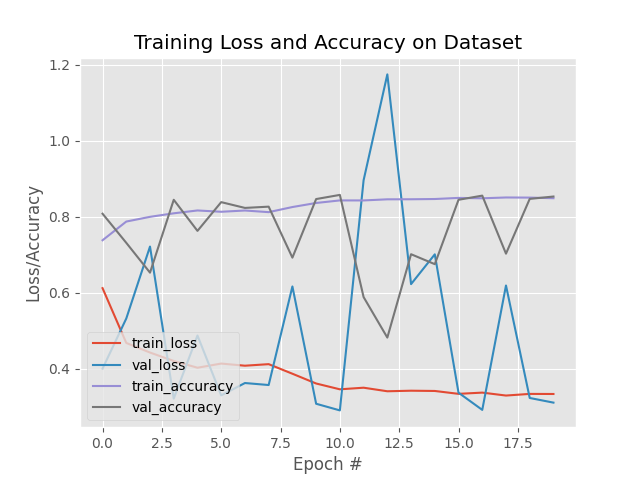 Training Loss and Accuracy on Dataset
1.2
1.0
0.8
0.6
0.4
Loss/Accuracy
train_loss
val_loss
train_accuracy
val_accuracy
0.0 2.5 5.0 7.5 10.0 12.5 15.0 17.5
Epoch #